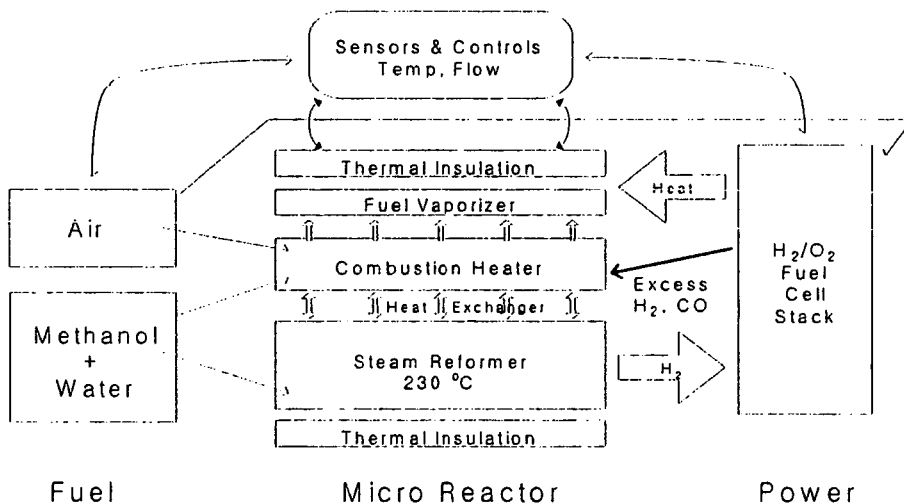 Sensors & Controls
Temp, Flow
Thermal Insulation
Fuel Vaporizer
Heat
Air
Combustion Heater
Excess
H₂. CO
H₂/O₂
Fuel
Cell
Stack
Heat Exchanger
Methanol
+
Water
Steam Reformer
230 °C
H₂
Thermal Insulation
Fuel
Micro Reactor
Power